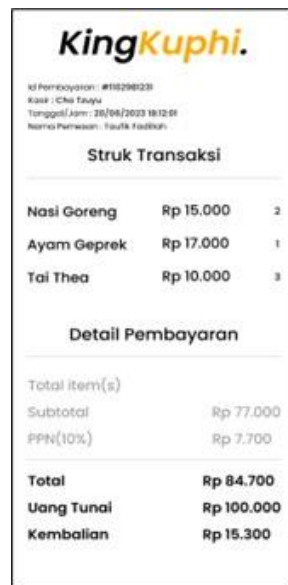 KingKuphi.
Id Pembayaran : #1102981231
Kasir : Cho Tzuyu
Tanggal/Jam : 26/06/2023 18:12:01
Nama Pemesan : Taufik Fadillah
Struk Transaksi
Nasi Goreng Rp 15.000 2
Ayam Geprek Rp 17.000 1
Tai Thea Rp 10.000 3
Detail Pembayaran
Total item(s)
Subtotal Rp 77.000
PPN(10%) Rp 7.700
Total Rp 84.700
Uang Tunai Rp 100.000
Kembalian Rp 15.300